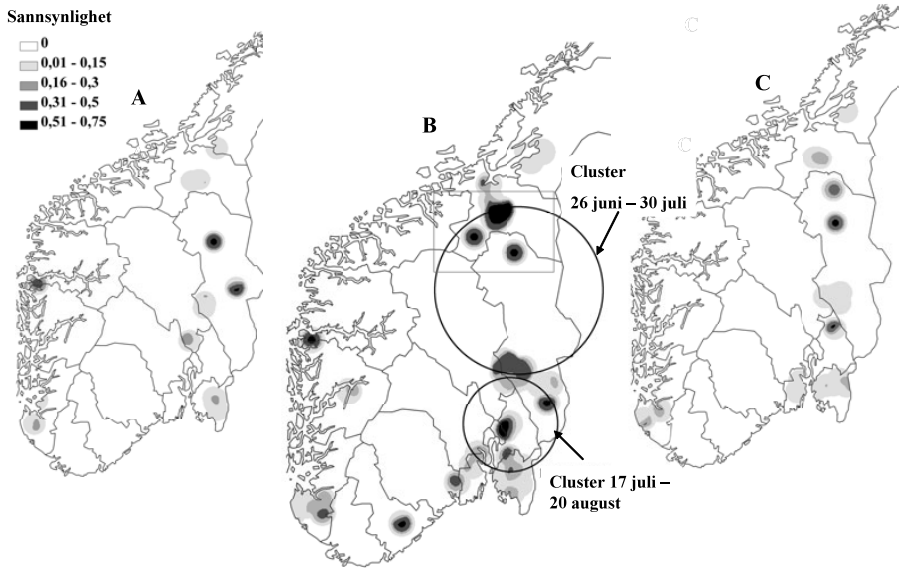 Sannsynlighet
0
0,01 - 0,15
0,16 - 0,3
0,31 - 0,5
0,51 - 0,75
A
B
Cluster
26 juni – 30 juli
Cluster 17 juli –
20 august
C
C
C